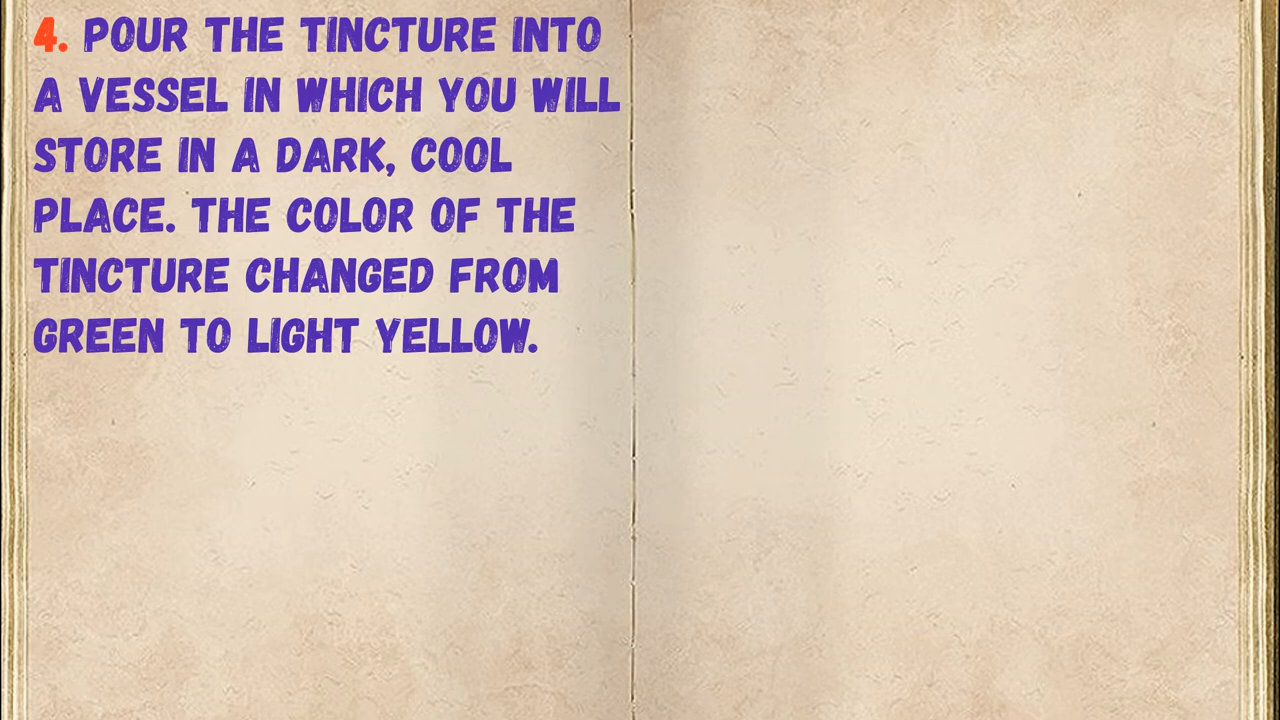 4. POUR THE TINCTURE INTO
A VESSEL IN WHICH YOU WILL
STORE IN A DARK, COOL
PLACE. THE COLOR OF THE
TINCTURE CHANGED FROM
GREEN TO LIGHT YELLOW.